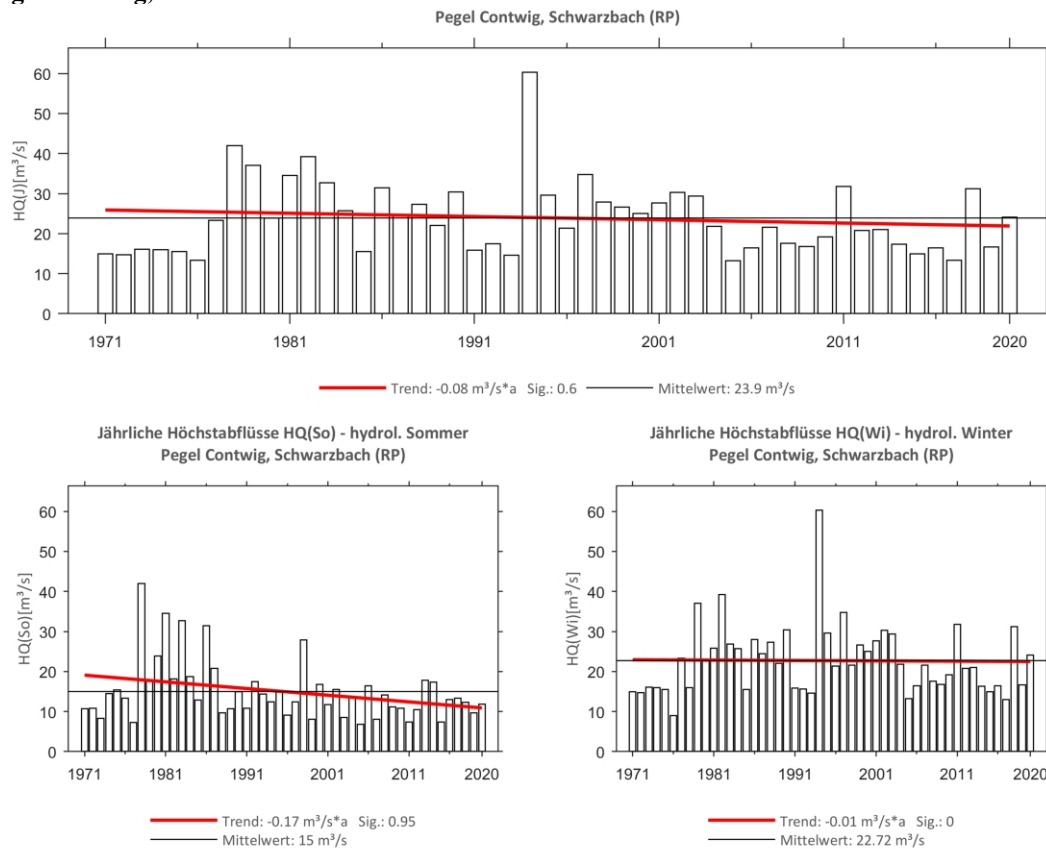 Pegel Contwig, Schwarzbach (RP)
HQ(J)[m³/s]
60
50
40
30
20
10
0
1971 1981 1991 2001 2011 2020
Trend: -0.08 m³/s*a Sig.: 0.6 Mittelwert: 23.9 m³/s
Jährliche Höchstabflüsse HQ(So) - hydrol. Sommer
Pegel Contwig, Schwarzbach (RP)
HQ(So)[m³/s]
60
50
40
30
20
10
0
1971 1981 1991 2001 2011 2020
Trend: -0.17 m³/s*a Sig.: 0.95
Mittelwert: 15 m³/s
Jährliche Höchstabflüsse HQ(Wi) - hydrol. Winter
Pegel Contwig, Schwarzbach (RP)
HQ(Wi)[m³/s]
60
50
40
30
20
10
0
1971 1981 1991 2001 2011 2020
Trend: -0.01 m³/s*a Sig.: 0
Mittelwert: 22.72 m³/s